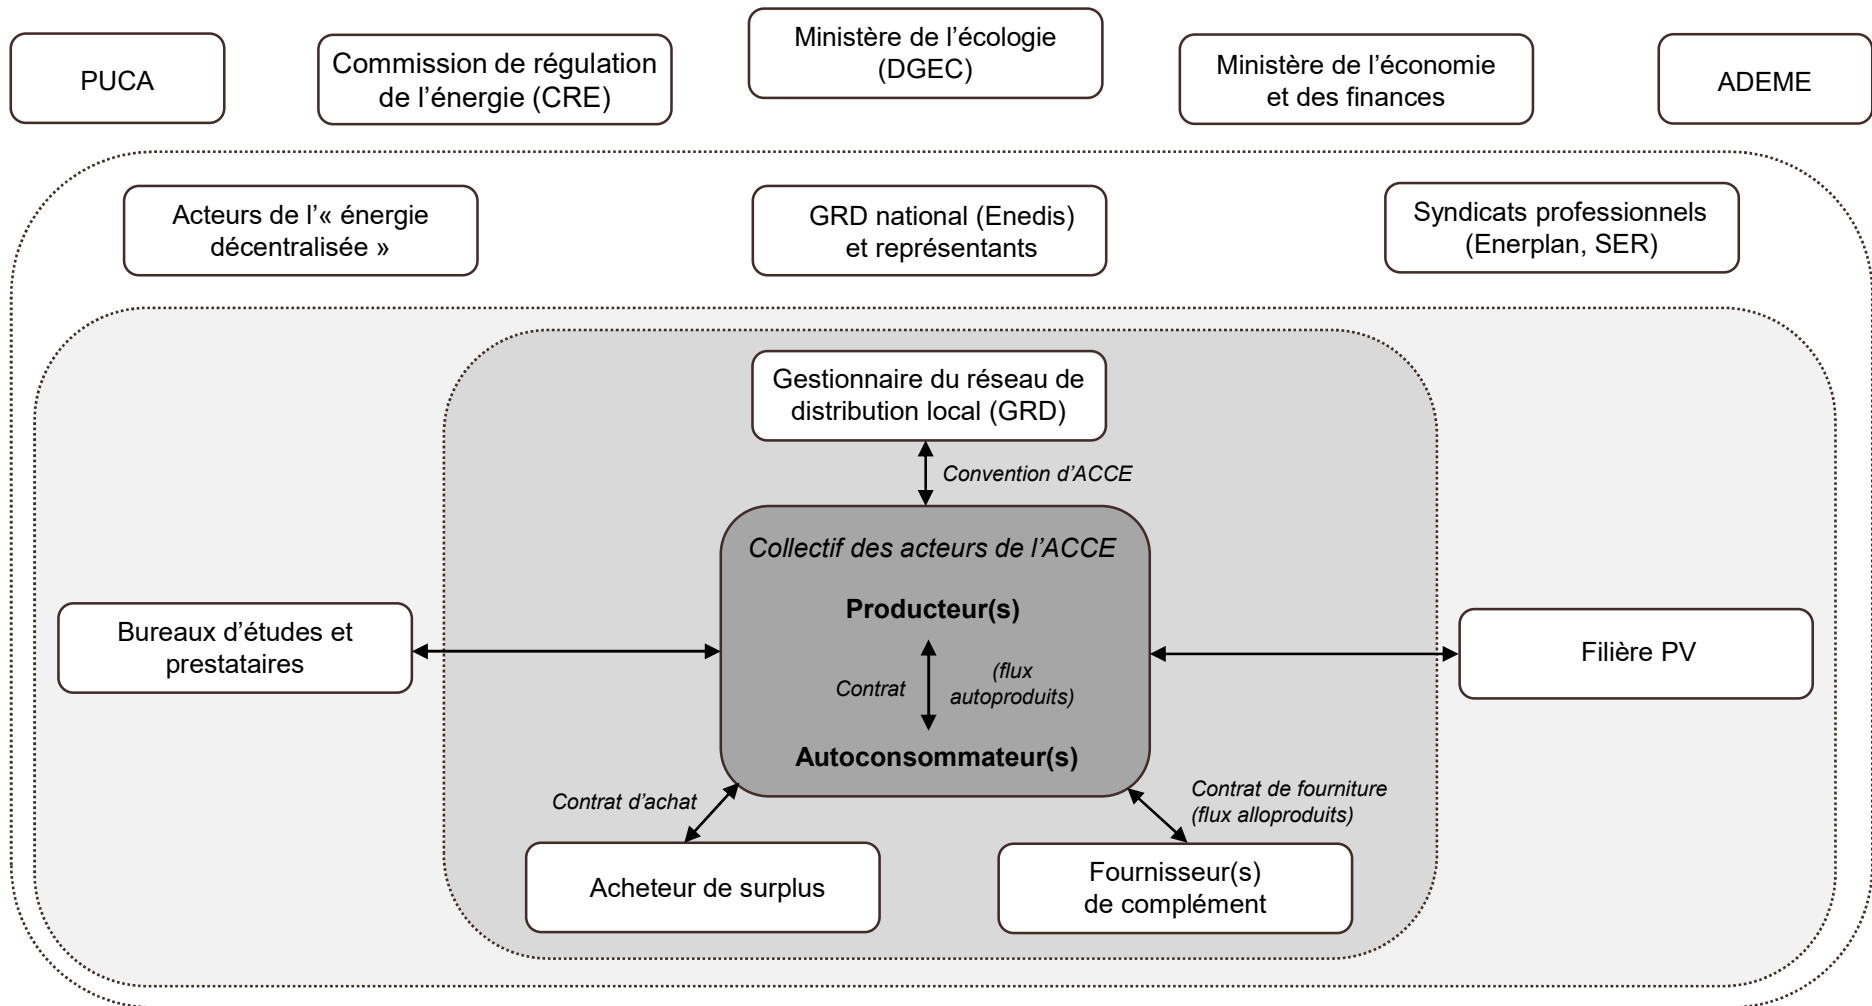 PUCA
Commission de régulation
de l’énergie (CRE)
Ministère de l’écologie
(DGEC)
Ministère de l’économie
et des finances
ADEME
Acteurs de l’« énergie
décentralisée »
GRD national (Enedis)
et représentants
Syndicats professionnels
(Enerplan, SER)
Gestionnaire du réseau de
distribution local (GRD)
Convention d’ACCE
Collectif des acteurs de l’ACCE
Producteur(s)
Contrat
(flux
autoproduits)
Autoconsommateur(s)
Bureaux d’études et
prestataires
Filière PV
Contrat d’achat
Contrat de fourniture
(flux alloproduits)
Acheteur de surplus
Fournisseur(s)
de complément